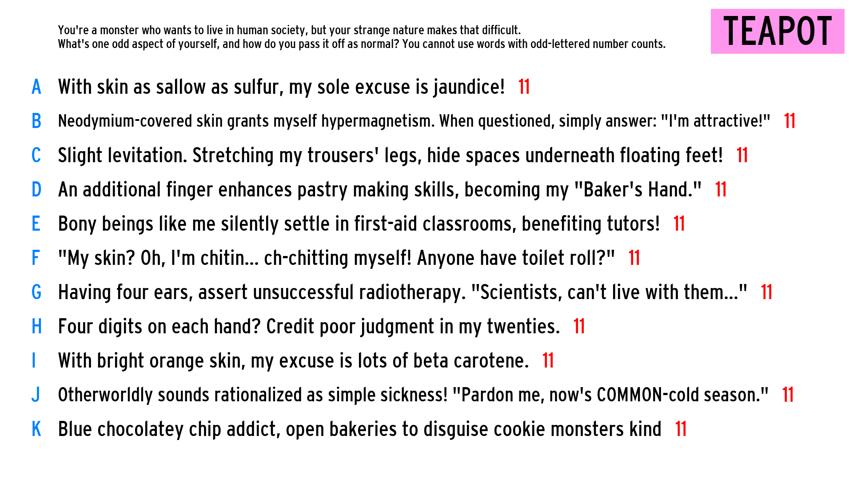 You're a monster who wants to live in human society, but your strange nature makes that difficult.
What's one odd aspect of yourself, and how do you pass it off as normal? You cannot use words with odd-lettered number counts.
TEAPOT
A With skin as sallow as sulfur, my sole excuse is jaundice! 11
B Neodymium-covered skin grants myself hypermagnetism. When questioned, simply answer: "I'm attractive!" 11
C Slight levitation. Stretching my trousers' legs, hide spaces underneath floating feet! 11
D An additional finger enhances pastry making skills, becoming my "Baker's Hand." 11
E Bony beings like me silently settle in first-aid classrooms, benefiting tutors! 11
F "My skin? Oh, I'm chitin... ch-chitting myself! Anyone have toilet roll?" 11
G Having four ears, assert unsuccessful radiotherapy. "Scientists, can't live with them..." 11
H Four digits on each hand? Credit poor judgment in my twenties. 11
I With bright orange skin, my excuse is lots of beta carotene. 11
J Otherworldly sounds rationalized as simple sickness! "Pardon me, now's COMMON-cold season." 11
K Blue chocolatey chip addict, open bakeries to disguise cookie monsters kind 11